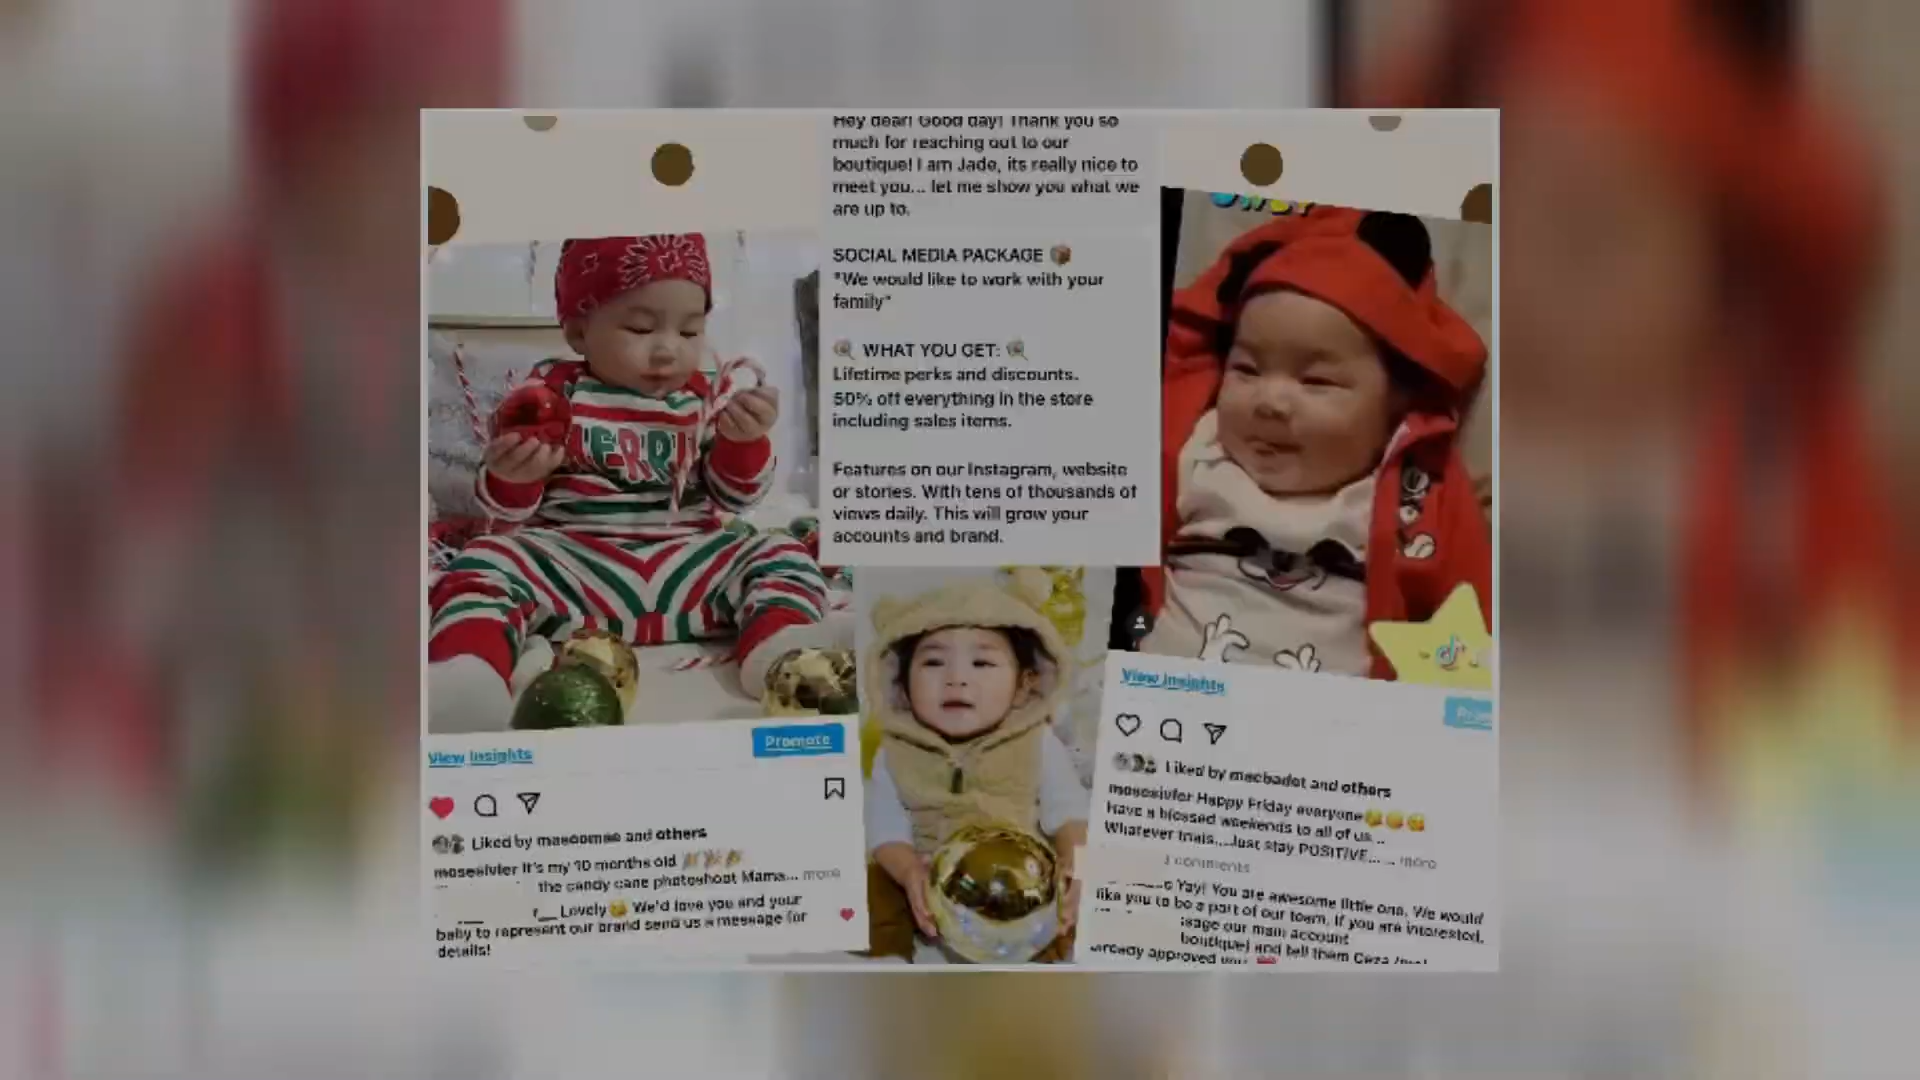 Hey dear! Good day! Thank you so
much for reaching out to our
boutique! I am Jade, its really nice to
meet you... let me show you what we
are up to.
SOCIAL MEDIA PACKAGE
"We would like to work with your
family"
WHAT YOU GET:
Lifetime perks and discounts.
50% off everything in the store
including sales items.
Features on our Instagram, website
or stories. With tens of thousands of
views daily. This will grow your
accounts and brand.
MERRY
View Insights
Promote
Liked by mascomae and others
mosesivler It's my 10 months old
the candy cane photoshoot Mama... more
Lovely We'd love you and your
baby to represent our brand send us a message for
details!
View Insights
Liked by macbadot and others
mosesivler Happy Friday everyone
Have a blessed weekends to all of us...
Whatever trials....Just stay POSITIVE... ... more
comments
Yay! You are awesome little one. We would
like you to be a part of our team. If you are interested,
our main account
boutique) and tell them Ceza
already approved you